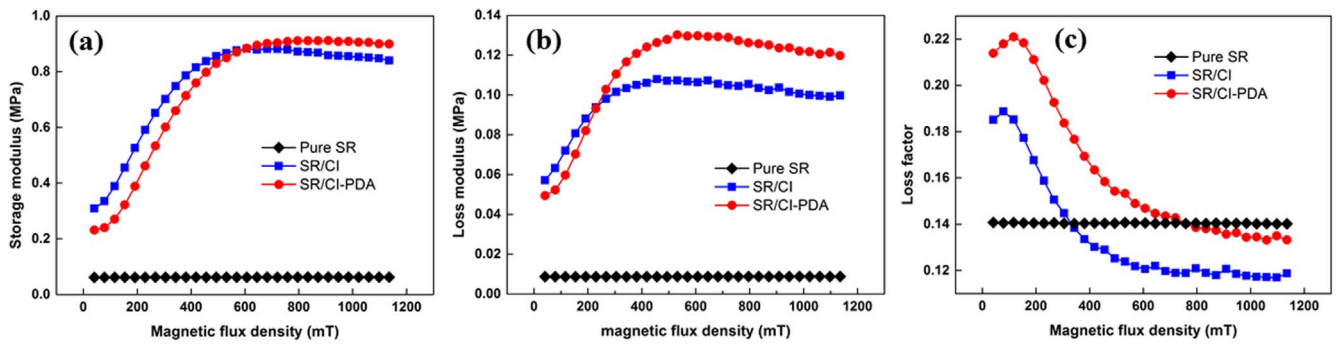 (a)
Storage modulus (MPa)
1.0
0.8
0.6
0.4
0.2
0.0
Pure SR
SR/CI
SR/CI-PDA
0 200 400 600 800 1000 1200
Magnetic flux density (mT)
(b)
Loss modulus (MPa)
0.14
0.12
0.10
0.08
0.06
0.04
0.02
0.00
Pure SR
SR/CI
SR/CI-PDA
0 200 400 600 800 1000 1200
magnetic flux density (mT)
(c)
Loss factor
0.22
0.20
0.18
0.16
0.14
0.12
Pure SR
SR/CI
SR/CI-PDA
0 200 400 600 800 1000 1200
Magnetic flux density (mT)